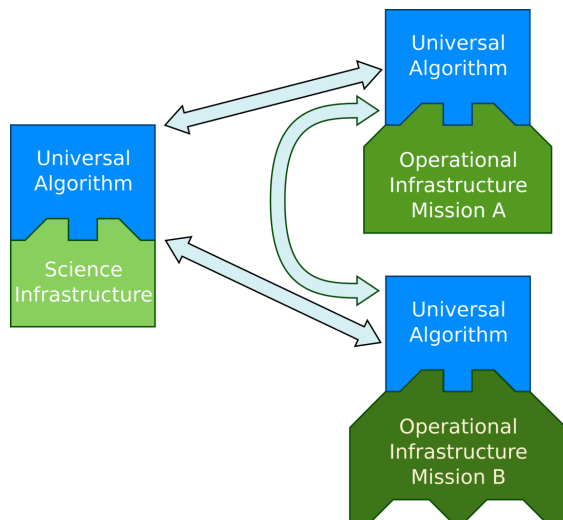 Universal
Algorithm
Science
Infrastructure
Universal
Algorithm
Operational
Infrastructure
Mission A
Universal
Algorithm
Operational
Infrastructure
Mission B